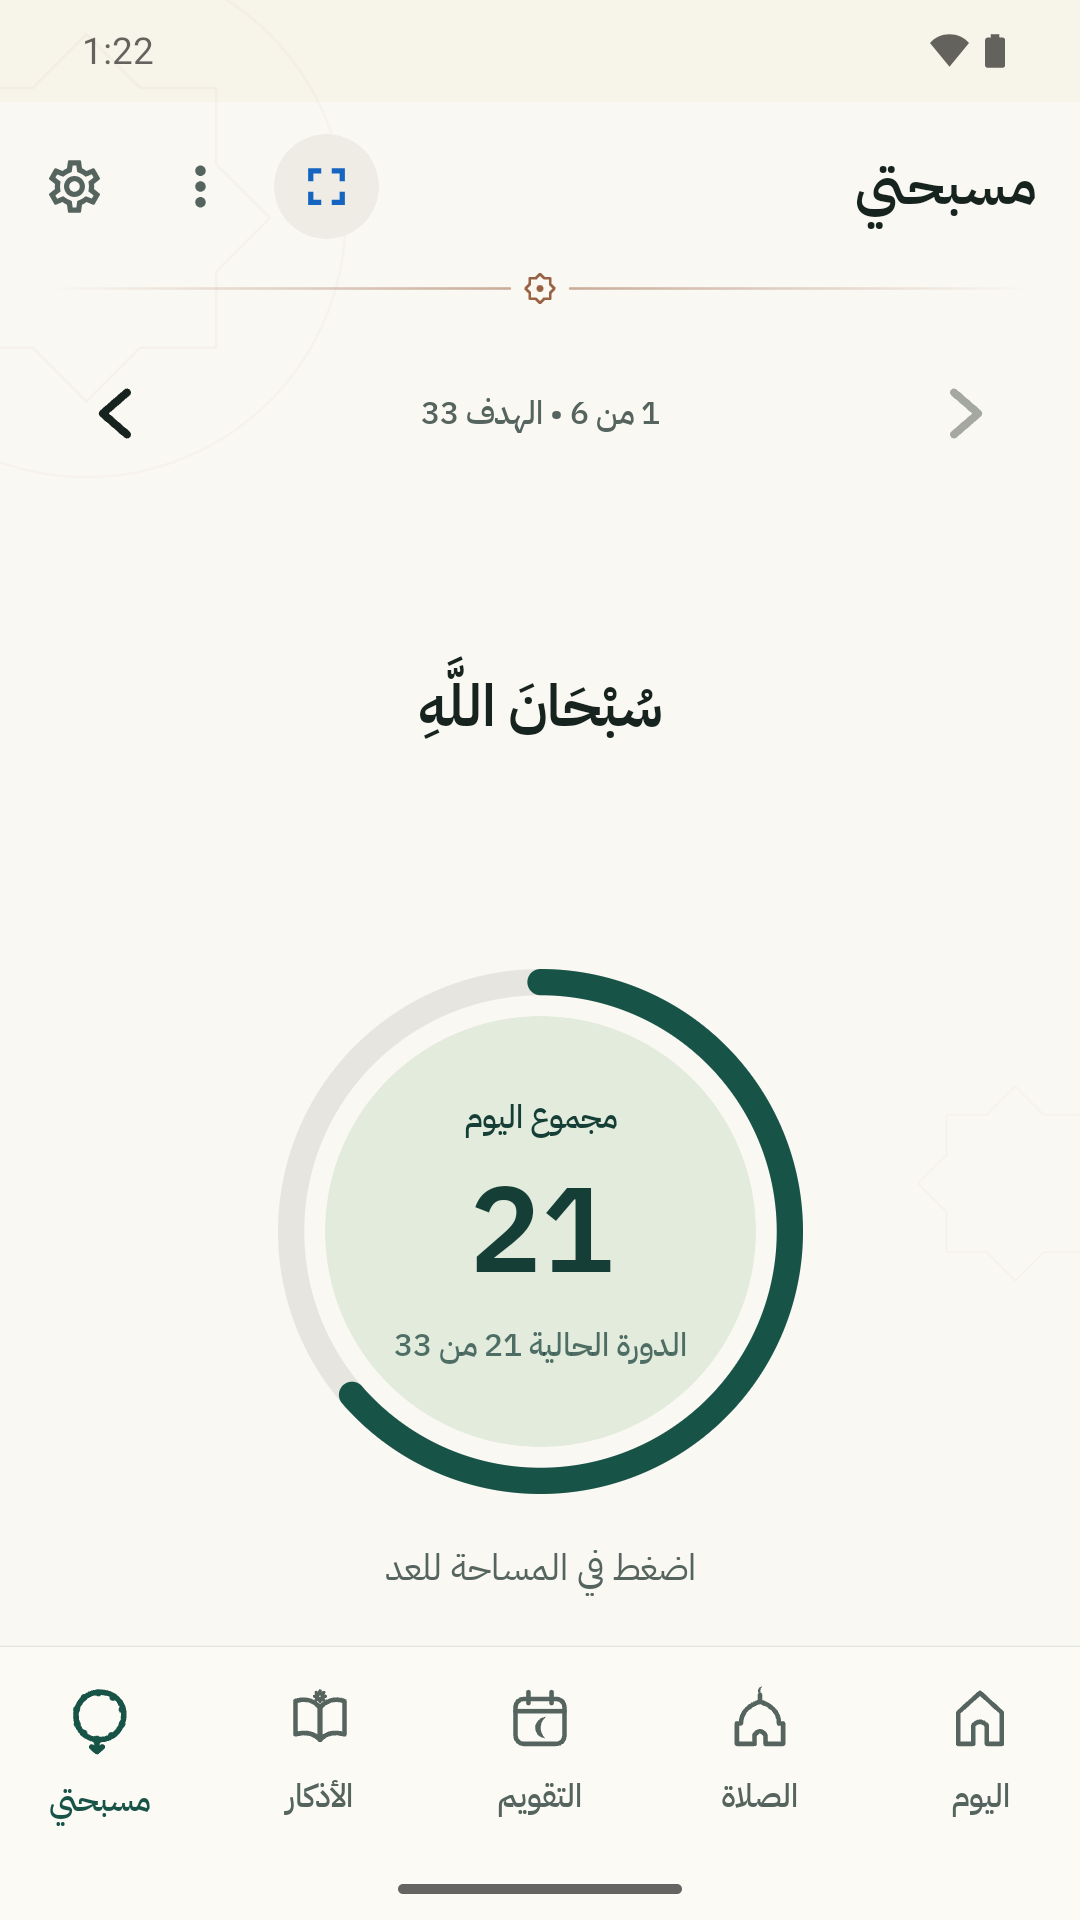 1:22
مسبحتي
1 من 6 • الهدف 33
سُبْحَانَ اللَّهِ
مجموع اليوم
21
الدورة الحالية 21 من 33
اضغط في المساحة للعد
اليوم
الصلاة
التقويم
الأذكار
مسبحتي